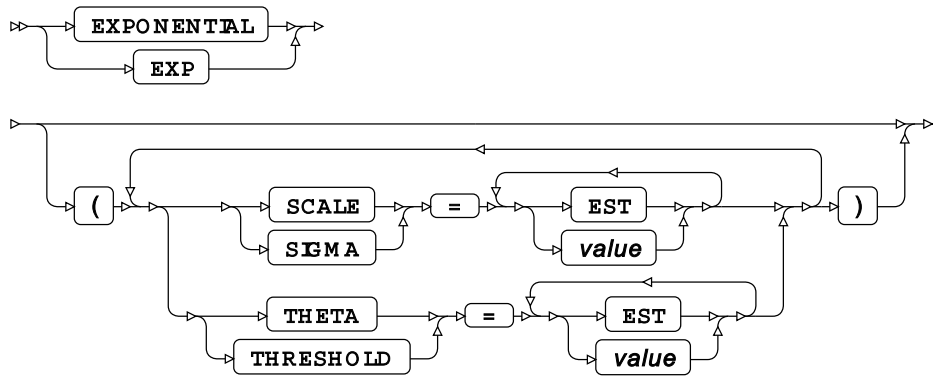 EXPONENTIAL
EXP
( SCALE = EST )
SIGMA value
THETA = EST
THRESHOLD value